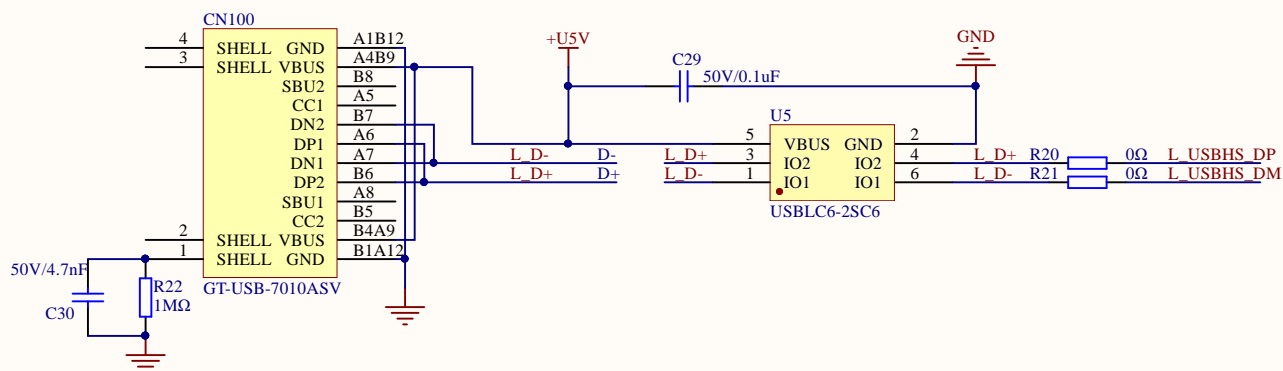 CN100
4 SHELL GND A1B12
3 SHELL VBUS A4B9
SBU2 B8
CC1 A5
DN2 B7
DP1 A6
DN1 A7
DP2 B6
SBU1 A8
CC2 B5
2 SHELL VBUS B4A9
1 SHELL GND B1A12
GT-USB-7010ASV
50V/4.7nF
C30
R22
1MΩ
L_D- D-
L_D+ D+
+U5V
C29
50V/0.1uF
GND
U5
5 VBUS GND 2
L_D+ 3 IO2 IO2 4 L_D+ R20 0Ω L_USBHS_DP
L_D- 1 IO1 IO1 6 L_D- R21 0Ω L_USBHS_DM
USBLC6-2SC6